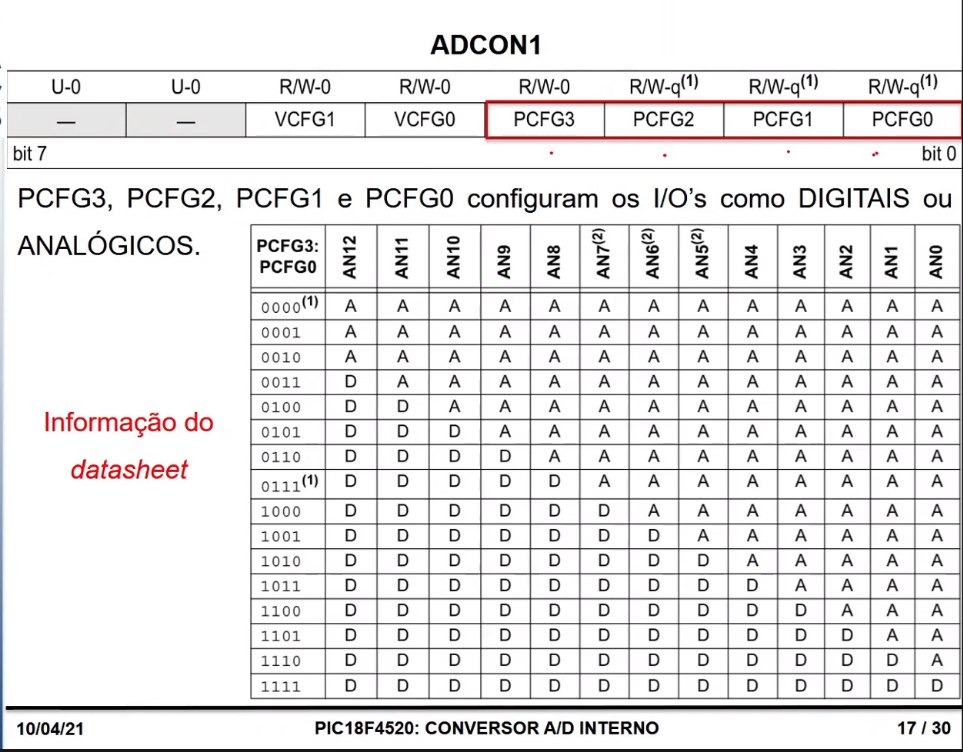 ADCON1
U-0 U-0 R/W-0 R/W-0 R/W-0 R/W-q(1) R/W-q(1) R/W-q(1)
— — VCFG1 VCFG0 PCFG3 PCFG2 PCFG1 PCFG0
bit 7 bit 0
PCFG3, PCFG2, PCFG1 e PCFG0 configuram os I/O's como DIGITAIS ou
ANALÓGICOS.
PCFG3: PCFG0 AN12 AN11 AN10 AN9 AN8 AN7(2) AN6(2) AN5(2) AN4 AN3 AN2 AN1 AN0
0000(1) A A A A A A A A A A A A A
0001 A A A A A A A A A A A A A
0010 A A A A A A A A A A A A A
0011 D A A A A A A A A A A A A
0100 D D A A A A A A A A A A A
0101 D D D A A A A A A A A A A
0110 D D D D A A A A A A A A A
0111(1) D D D D D A A A A A A A A
1000 D D D D D D A A A A A A A
1001 D D D D D D D A A A A A A
1010 D D D D D D D D A A A A A
1011 D D D D D D D D D A A A A
1100 D D D D D D D D D D A A A
1101 D D D D D D D D D D D A A
1110 D D D D D D D D D D D D A
1111 D D D D D D D D D D D D D
Informação do
datasheet
10/04/21 PIC18F4520: CONVERSOR A/D INTERNO 17 / 30